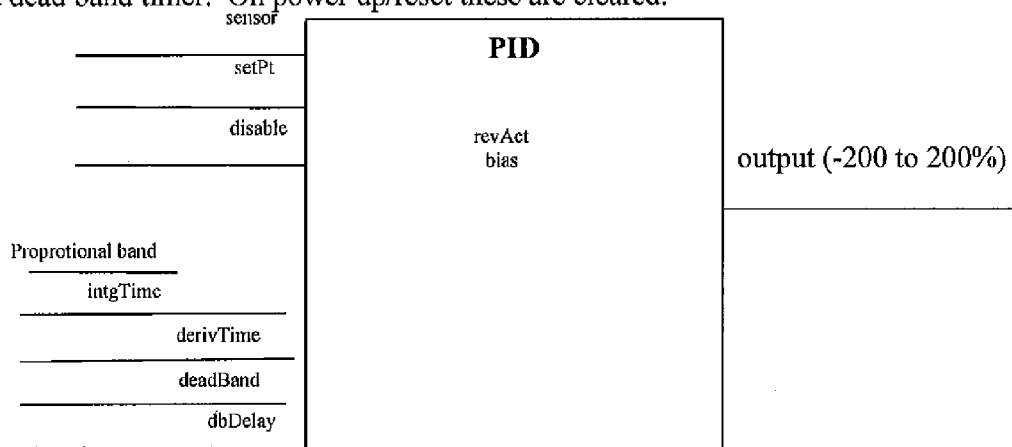 dead band timer. On power up/reset these are cleared.
sensor
PID
setPt
disable
revAct
bias
output (-200 to 200%)
Proprotional band
intgTime
derivTime
deadBand
dbDelay